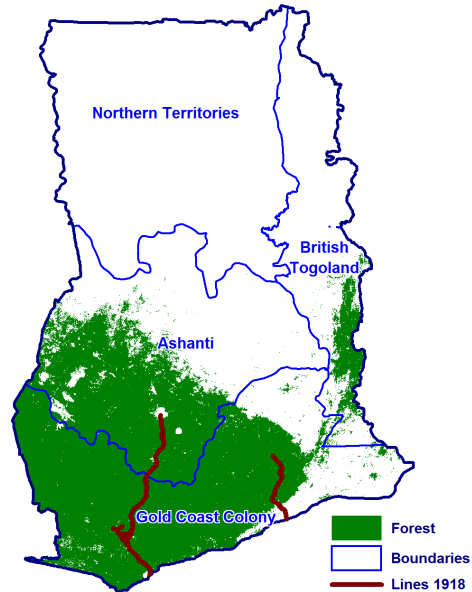 Northern Territories
British
Togoland
Ashanti
Gold Coast Colony
Forest
Boundaries
Lines 1918